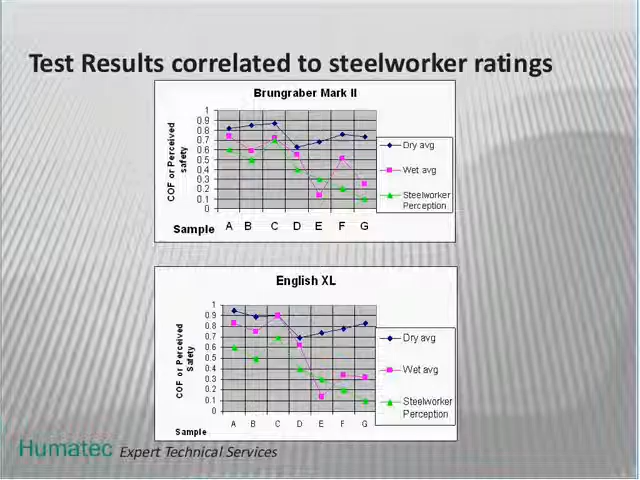 Test Results correlated to steelworker ratings
Brungraber Mark II
COF or Perceived
safety
1
0.9
0.8
0.7
0.6
0.5
0.4
0.3
0.2
0.1
0
Sample A B C D E F G
Dry avg
Wet avg
Steelworker
Perception
English XL
COF or Perceived
Safety
1
0.9
0.8
0.7
0.6
0.5
0.4
0.3
0.2
0.1
0
A B C D E F G
Sample
Dry avg
Wet avg
Steelworker
Perception
Humatec Expert Technical Services